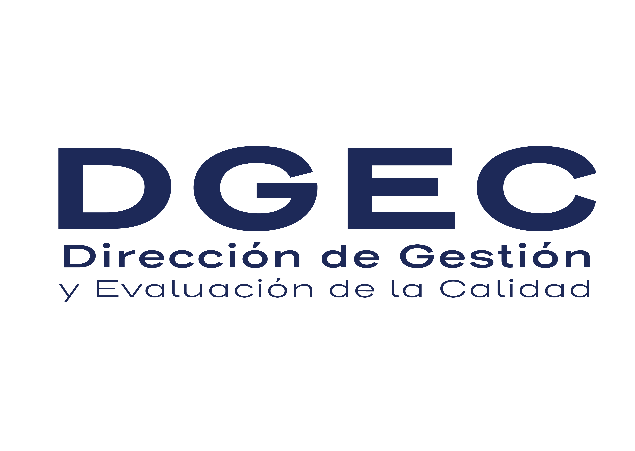 DGEC
Dirección de Gestión
y Evaluación de la Calidad